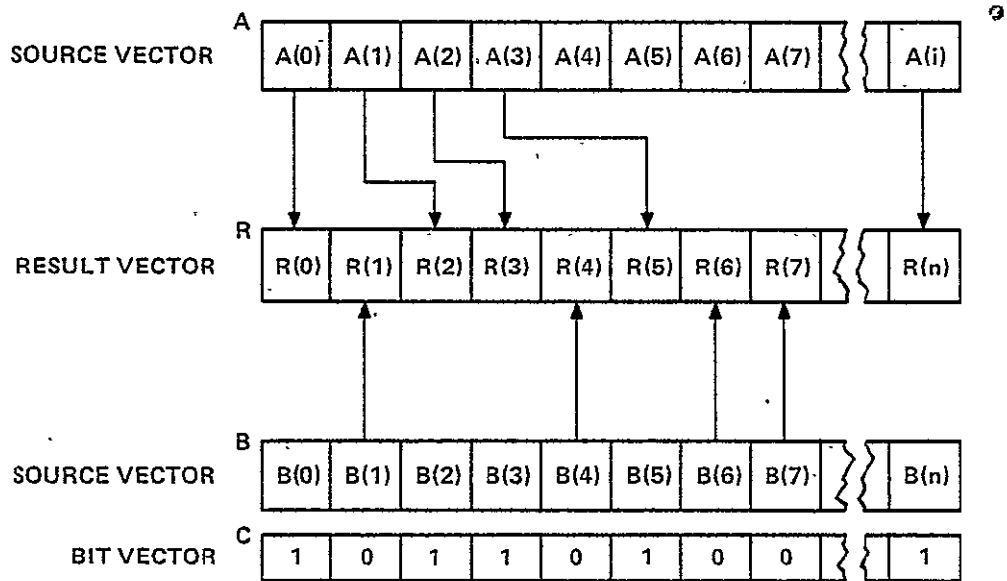 A
SOURCE VECTOR A(0) A(1) A(2) A(3) A(4) A(5) A(6) A(7) A(i)
R
RESULT VECTOR R(0) R(1) R(2) R(3) R(4) R(5) R(6) R(7) R(n)
B
SOURCE VECTOR B(0) B(1) B(2) B(3) B(4) B(5) B(6) B(7) B(n)
C
BIT VECTOR 1 0 1 1 0 1 0 0 1